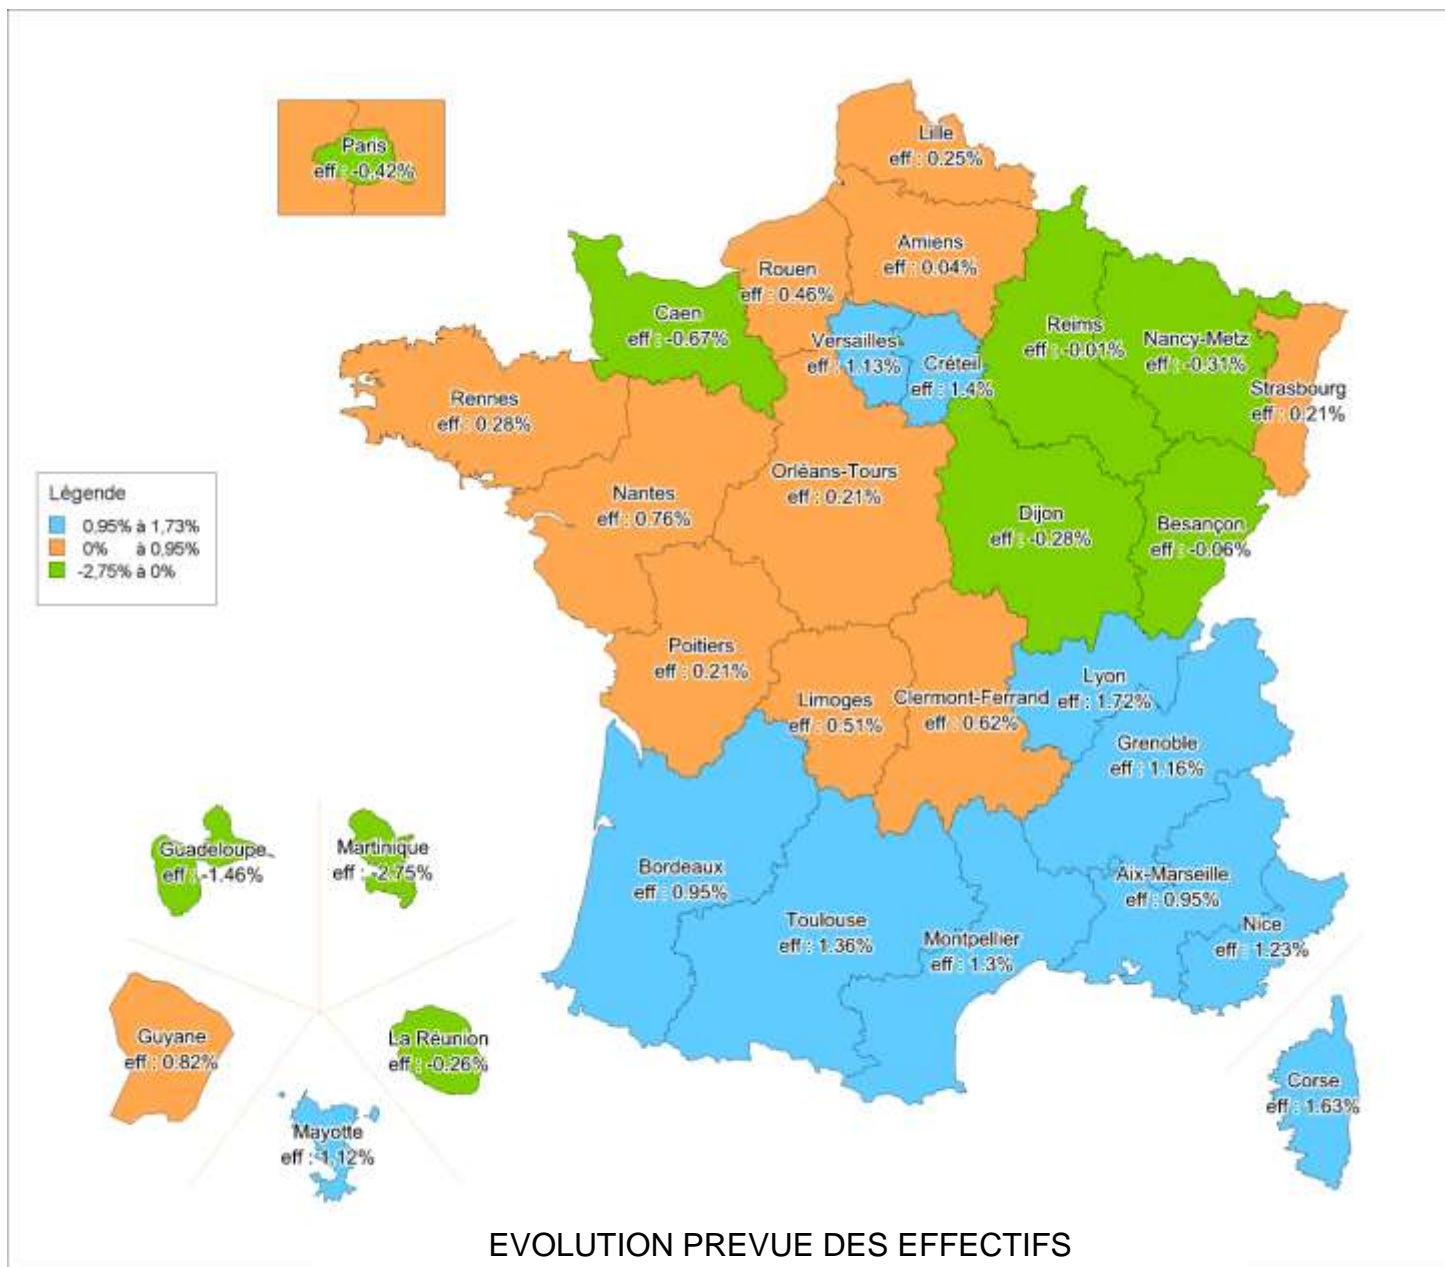 Paris
eff : -0.42%
Lille
eff : 0.25%
Amiens
eff : 0.04%
Rouen
eff : 0.46%
Caen
eff : -0.67%
Versailles
eff : 1.13%
Créteil
eff : 1.4%
Reims
eff : -0.01%
Nancy-Metz
eff : -0.31%
Strasbourg
eff : 0.21%
Rennes
eff : 0.28%
Nantes
eff : 0.76%
Orléans-Tours
eff : 0.21%
Dijon
eff : -0.28%
Besançon
eff : -0.06%
Légende
0.95% à 1,73%
0% à 0,95%
-2,75% à 0%
Poitiers
eff : 0.21%
Limoges
eff : 0.51%
Clermont-Ferrand
eff : 0.62%
Lyon
eff : 1.72%
Grenoble
eff : 1.16%
Bordeaux
eff : 0.95%
Toulouse
eff : 1.36%
Montpellier
eff : 1.3%
Aix-Marseille
eff : 0.95%
Nice
eff : 1.23%
Guadeloupe
eff : -1.46%
Martinique
eff : -2.75%
Guyane
eff : 0.82%
La Réunion
eff : -0.26%
Mayotte
eff : 1,12%
Corse
eff : 1.63%
EVOLUTION PREVUE DES EFFECTIFS